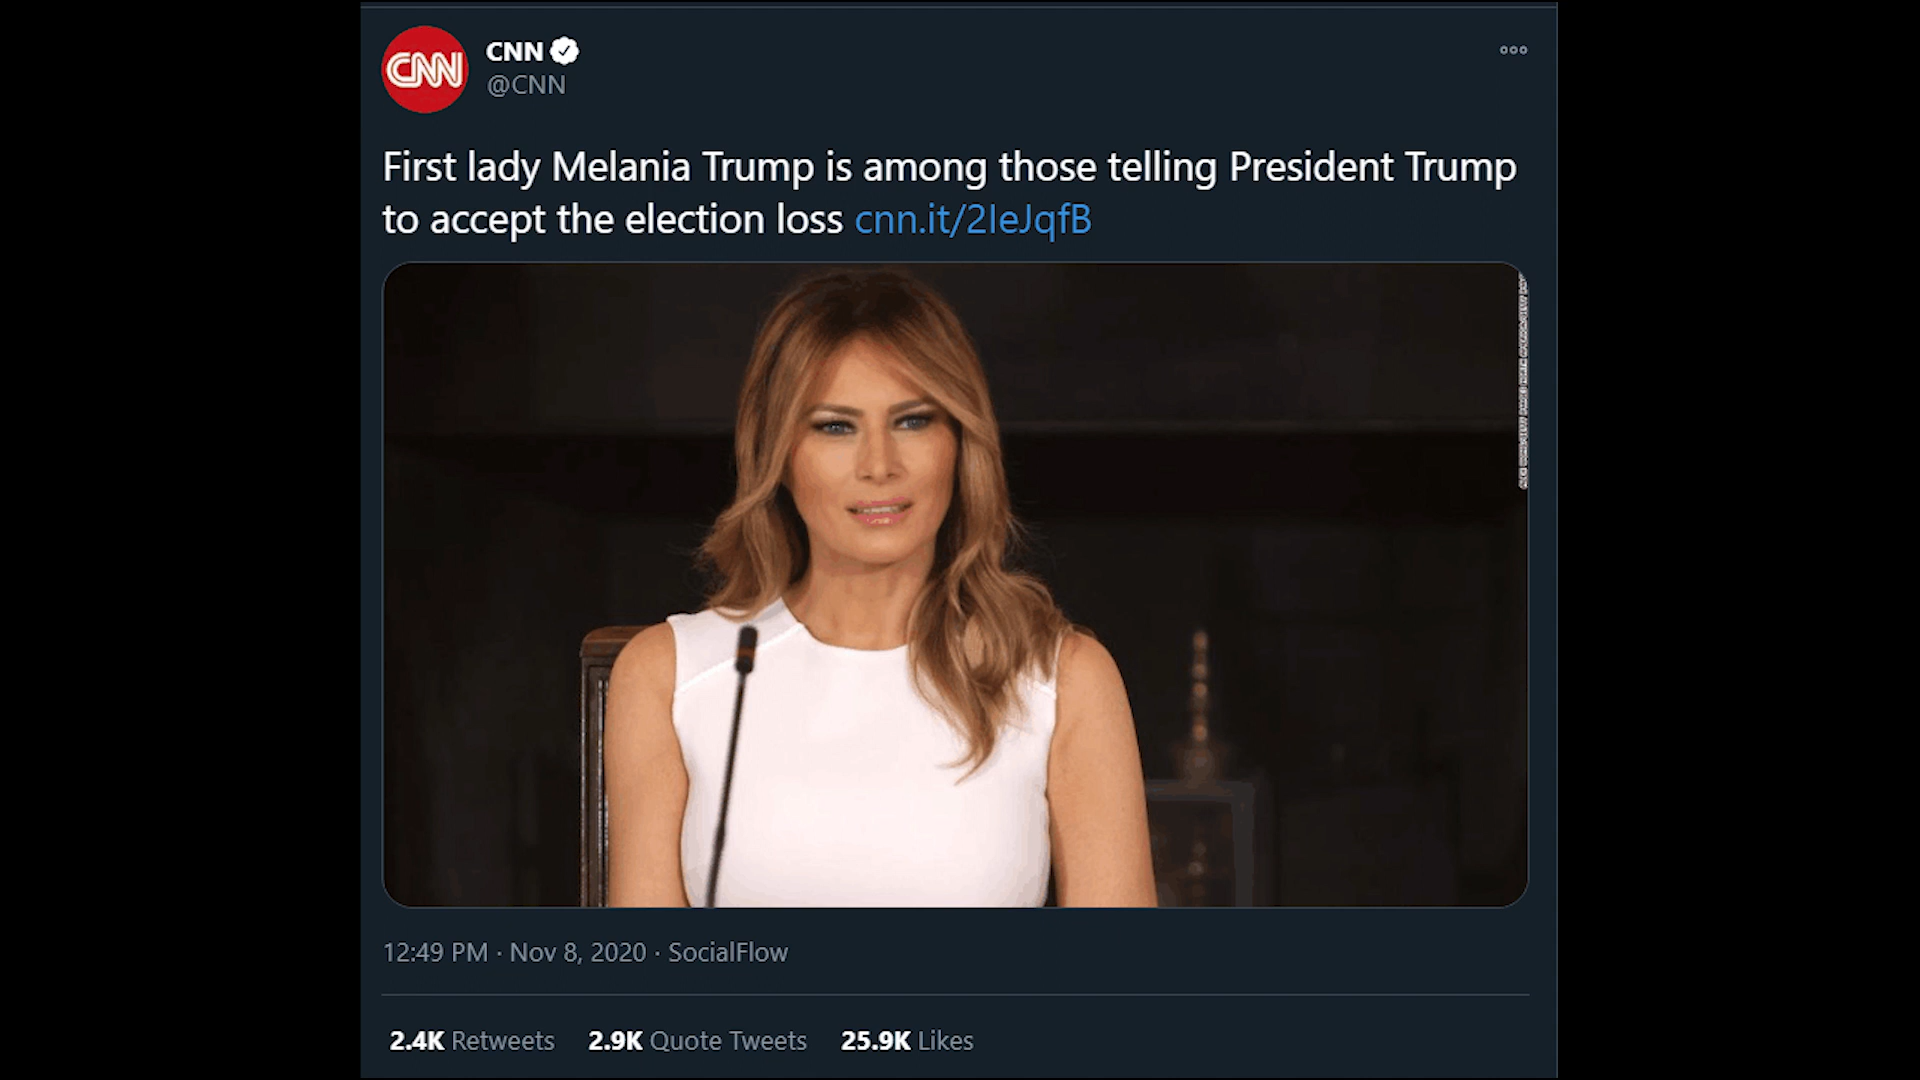 CNN
CNN
@CNN
First lady Melania Trump is among those telling President Trump
to accept the election loss cnn.it/2IeJqfB
12:49 PM · Nov 8, 2020 · SocialFlow
2.4K Retweets 2.9K Quote Tweets 25.9K Likes